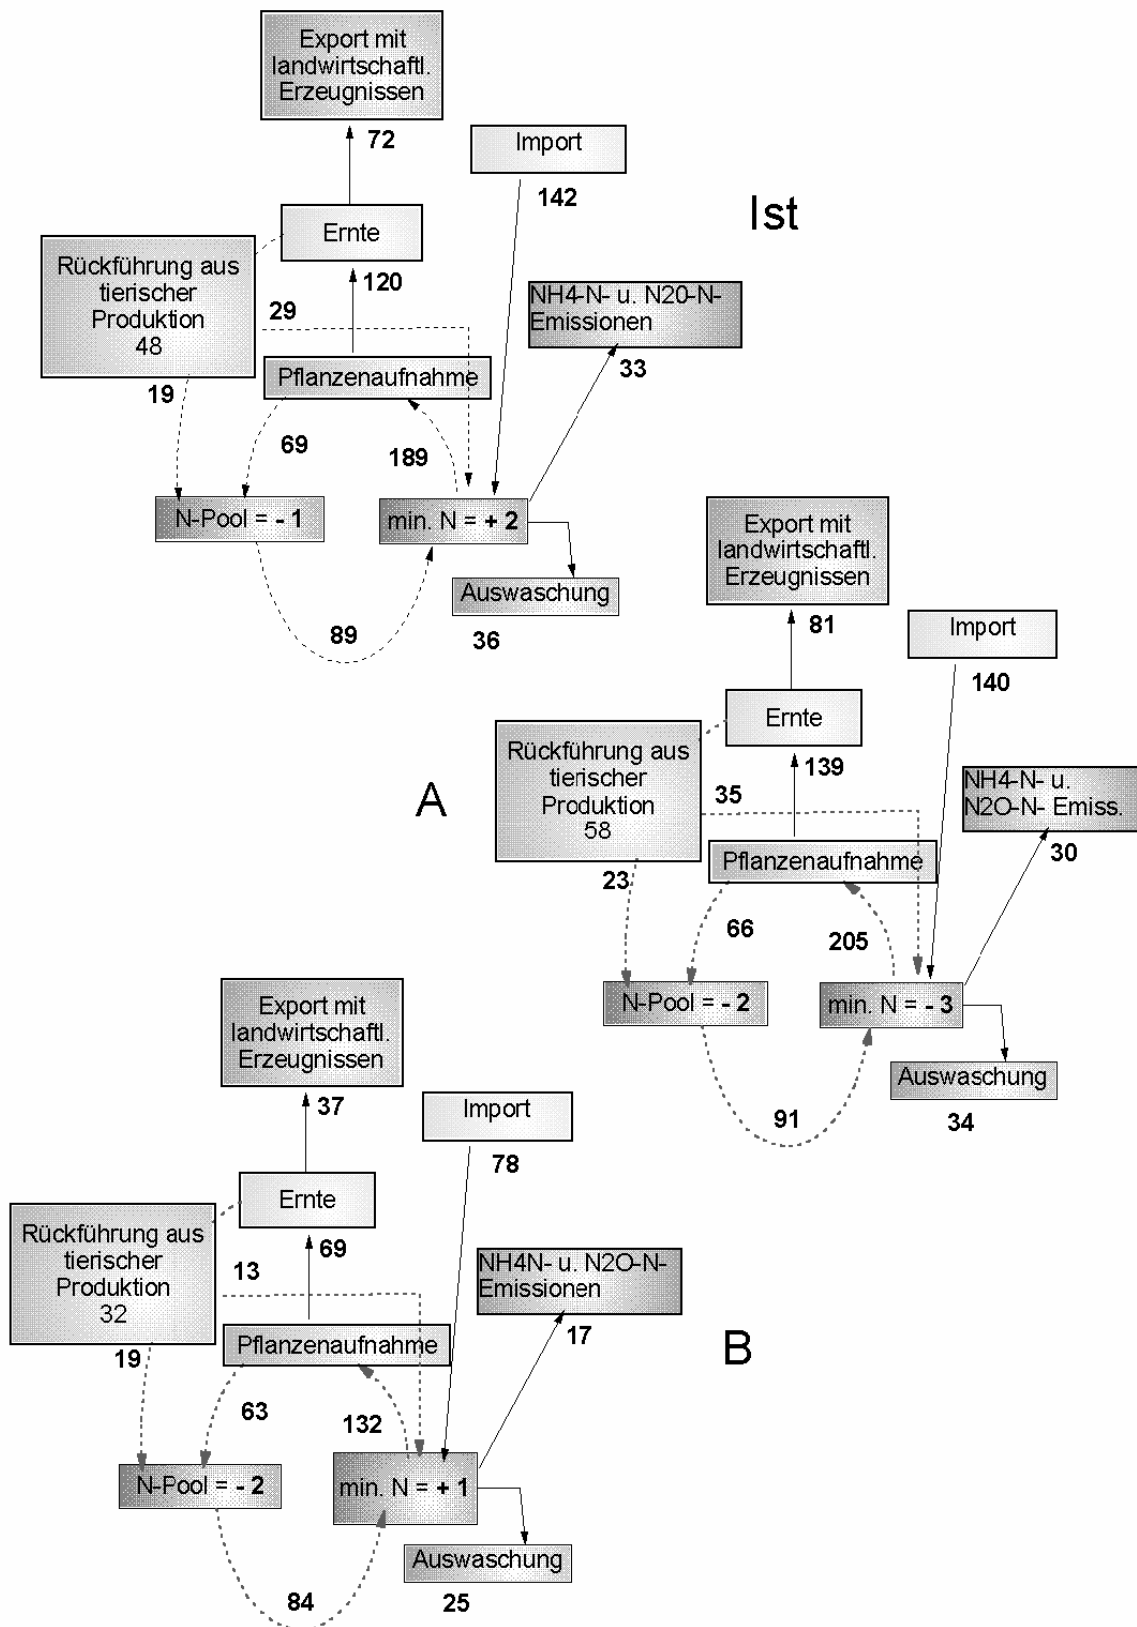 Export mit
landwirtschaftl.
Erzeugnissen
72
Import
142
Ist
Ernte
120
Rückführung aus
tierischer
Produktion
48
29
NH4-N- u. N20-N-
Emissionen
33
Pflanzenaufnahme
19
69
189
N-Pool = - 1
min. N = + 2
Auswaschung
36
89
Export mit
landwirtschaftl.
Erzeugnissen
81
Import
140
Ernte
139
Rückführung aus
tierischer
Produktion
58
35
A
NH4-N- u.
N2O-N- Emiss.
30
Pflanzenaufnahme
23
66
205
N-Pool = - 2
min. N = - 3
Auswaschung
34
91
Export mit
landwirtschaftl.
Erzeugnissen
37
Import
78
Ernte
69
Rückführung aus
tierischer
Produktion
32
13
NH4N- u. N2O-N-
Emissionen
17
B
Pflanzenaufnahme
19
63
132
N-Pool = - 2
min. N = + 1
Auswaschung
25
84